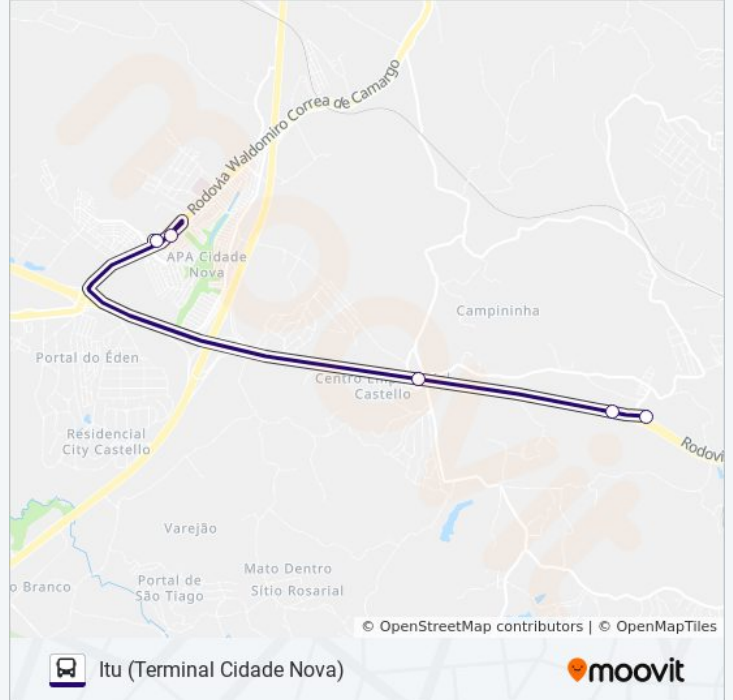 Rodovia Waldomiro Correa de Camargo
APA Cidade
Nova
Campininha
Portal do Éden
Centro
Castello
Residencial
City Castello
Varejão
Mato Dentro
Sítio Rosarial
Portal de
São Tiago
o Branco
© OpenStreetMap contributors | © OpenMapTiles
Itu (Terminal Cidade Nova)
moovit